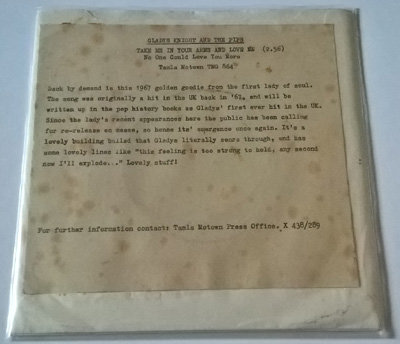 GLADYS KNIGHT AND THE PIPS
TAKE ME IN YOUR ARMS AND LOVE ME (2.56)
No One Could Love You More
Tamla Motown TMG 864
Back by demand is this 1967 golden goodie from the first lady of soul.
The song was originally a hit in the UK back in '67, and will be
written up in the pop history books as Gladys' first ever hit in the UK.
Since the lady's recent appearances here the public has been calling
for re-release en masse, so hence its' emergence once again. It's a
lovely building ballad that Gladys literally soars through, and has
some lovely lines like "this feeling is too strong to hold, any second
now I'll explode..." Lovely stuff!
For further information contact: Tamla Motown Press Office. X 438/289